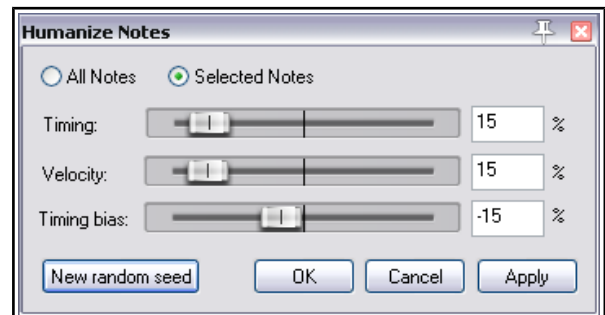 Humanize Notes
All Notes Selected Notes
Timing: 15 %
Velocity: 15 %
Timing bias: -15 %
New random seed OK Cancel Apply